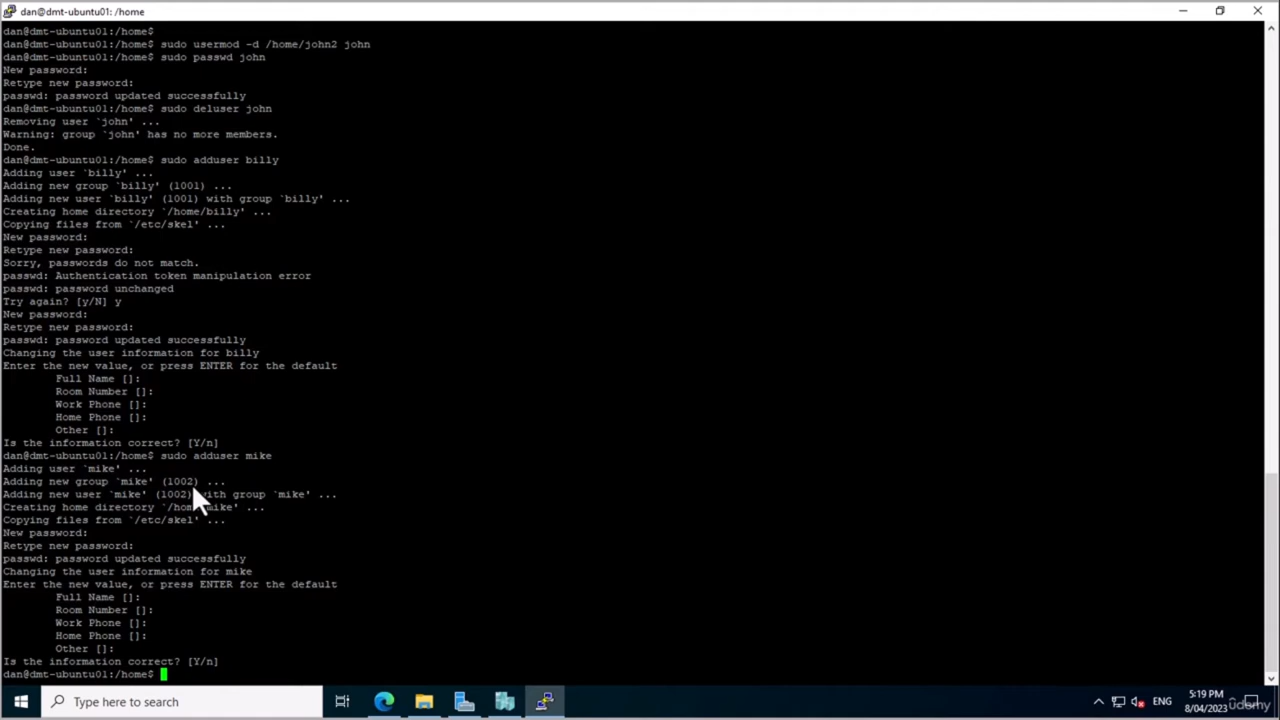 dan@dmt-ubuntu01: /home
dan@dmt-ubuntu01:/home$
dan@dmt-ubuntu01:/home$ sudo usermod -d /home/john2 john
dan@dmt-ubuntu01:/home$ sudo passwd john
New password:
Retype new password:
passwd: password updated successfully
dan@dmt-ubuntu01:/home$ sudo deluser john
Removing user `john' ...
Warning: group `john' has no more members.
Done.
dan@dmt-ubuntu01:/home$ sudo adduser billy
Adding user `billy' ...
Adding new group `billy' (1001) ...
Adding new user `billy' (1001) with group `billy' ...
Creating home directory `/home/billy' ...
Copying files from `/etc/skel' ...
New password:
Retype new password:
Sorry, passwords do not match.
passwd: Authentication token manipulation error
passwd: password unchanged
Try again? [y/N] y
New password:
Retype new password:
passwd: password updated successfully
Changing the user information for billy
Enter the new value, or press ENTER for the default
Full Name []:
Room Number []:
Work Phone []:
Home Phone []:
Other []:
Is the information correct? [Y/n]
dan@dmt-ubuntu01:/home$ sudo adduser mike
Adding user `mike' ...
Adding new group `mike' (1002) ...
Adding new user `mike' (1002) with group `mike' ...
Creating home directory `/home/mike' ...
Copying files from `/etc/skel' ...
New password:
Retype new password:
passwd: password updated successfully
Changing the user information for mike
Enter the new value, or press ENTER for the default
Full Name []:
Room Number []:
Work Phone []:
Home Phone []:
Other []:
Is the information correct? [Y/n]
dan@dmt-ubuntu01:/home$
Type here to search
ENG
5:19 PM
8/04/2023
udemy